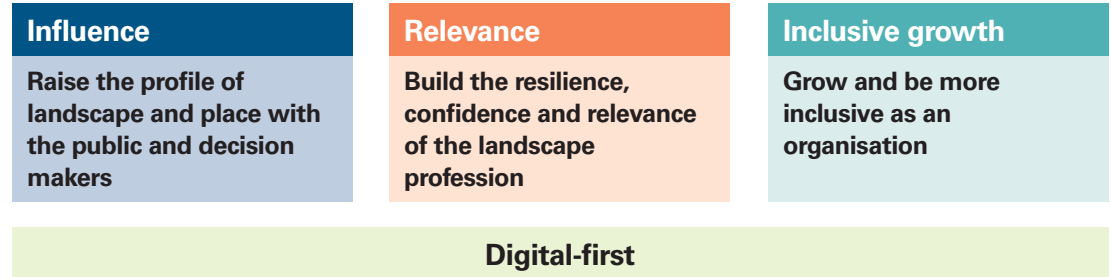 Influence
Raise the profile of
landscape and place with
the public and decision
makers
Relevance
Build the resilience,
confidence and relevance
of the landscape
profession
Inclusive growth
Grow and be more
inclusive as an
organisation
Digital-first